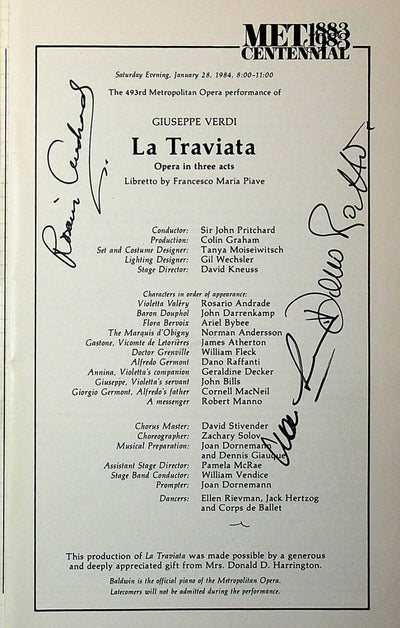 MET 1883
1983
CENTENNIAL
Saturday Evening, January 28, 1984, 8:00-11:00
The 493rd Metropolitan Opera performance of
GIUSEPPE VERDI
La Traviata
Opera in three acts
Libretto by Francesco Maria Piave
Conductor: Sir John Pritchard
Production: Colin Graham
Set and Costume Designer: Tanya Moiseiwitsch
Lighting Designer: Gil Wechsler
Stage Director: David Kneuss
Characters in order of appearance:
Violetta Valéry Rosario Andrade
Baron Douphol John Darrenkamp
Flora Bervoix Ariel Bybee
The Marquis d'Obigny Norman Andersson
Gastone, Vicomte de Letorières James Atherton
Doctor Grenville William Fleck
Alfredo Germont Dano Raffanti
Annina, Violetta's companion Geraldine Decker
Giuseppe, Violetta's servant John Bills
Giorgio Germont, Alfredo's father Cornell MacNeil
A messenger Robert Manno
Chorus Master: David Stivender
Choreographer: Zachary Solov
Musical Preparation: Joan Dornemann
and Dennis Giauque
Assistant Stage Director: Pamela McRae
Stage Band Conductor: William Vendice
Prompter: Joan Dornemann
Dancers: Ellen Rievman, Jack Hertzog
and Corps de Ballet
This production of La Traviata was made possible by a generous
and deeply appreciated gift from Mrs. Donald D. Harrington.
Baldwin is the official piano of the Metropolitan Opera.
Latecomers will not be admitted during the performance.